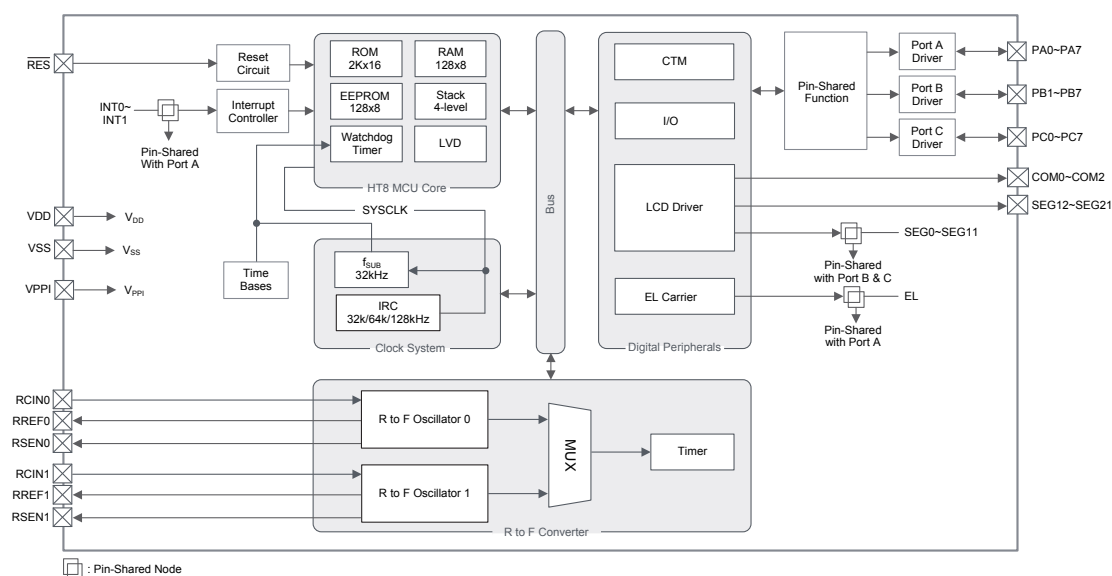 RES
Reset
Circuit
INT0~
INT1
Interrupt
Controller
Pin-Shared
With Port A
ROM
2Kx16
RAM
128x8
EEPROM
128x8
Stack
4-level
Watchdog
Timer
LVD
HT8 MCU Core
SYSCLK
VDD
VDD
VSS
VSS
VPPI
VPPI
Time
Bases
fSUB
32kHz
IRC
32k/64k/128kHz
Clock System
Bus
CTM
I/O
LCD Driver
EL Carrier
Digital Peripherals
Pin-Shared
Function
Port A
Driver
Port B
Driver
Port C
Driver
PA0~PA7
PB1~PB7
PC0~PC7
COM0~COM2
SEG12~SEG21
SEG0~SEG11
Pin-Shared
with Port B & C
EL
Pin-Shared
with Port A
RCIN0
RREF0
RSEN0
RCIN1
RREF1
RSEN1
R to F Oscillator 0
R to F Oscillator 1
MUX
Timer
R to F Converter
: Pin-Shared Node